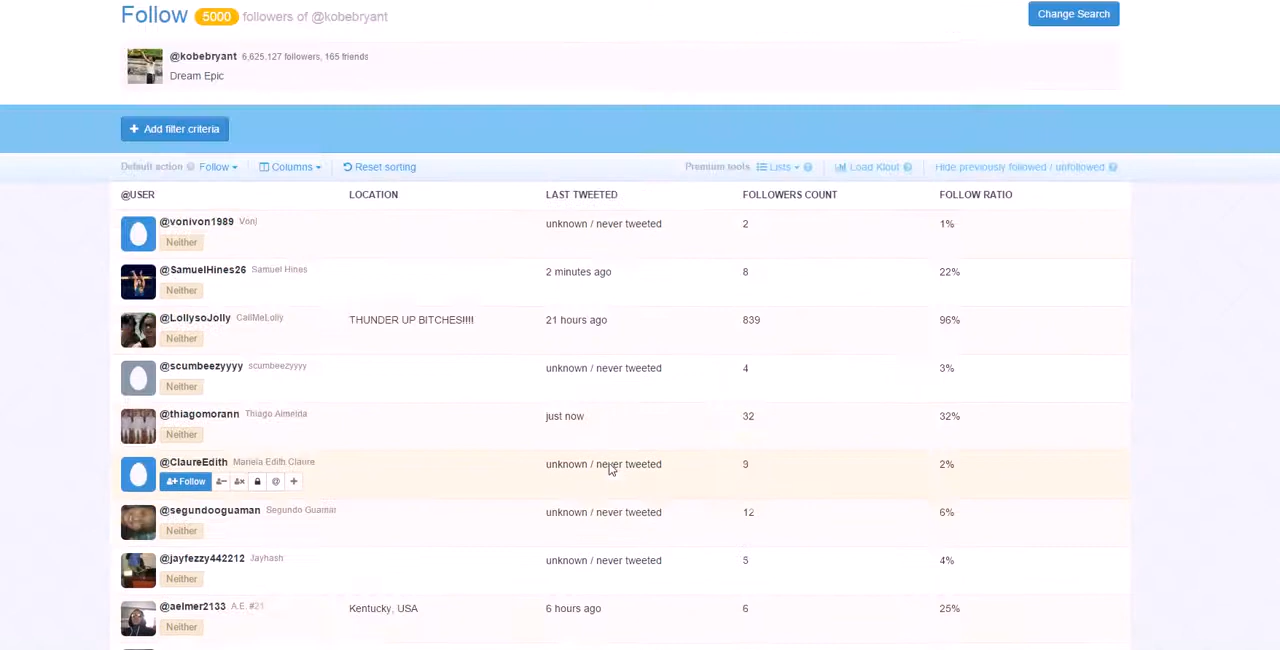 Follow 5000 followers of @kobebryant
Change Search
@kobebryant 6,625,127 followers, 165 friends
Dream Epic
Add filter criteria
Default action Follow Columns Reset sorting Premium tools Lists Load Klout Hide previously followed / unfollowed
@USER LOCATION LAST TWEETED FOLLOWERS COUNT FOLLOW RATIO
@vonivon1989 Vonj unknown / never tweeted 2 1%
Neither
@SamuelHines26 Samuel Hines 2 minutes ago 8 22%
Neither
@LollysoJolly CallMeLolly THUNDER UP BITCHES!!!! 21 hours ago 839 96%
Neither
@scumbeezyyyy scumbeezyyyy unknown / never tweeted 4 3%
Neither
@thiagomorann Thiago Almeida just now 32 32%
Neither
@ClaureEdith Mariela Edith Claure unknown / never tweeted 9 2%
Follow @
@segundooguaman Segundo Guaman unknown / never tweeted 12 6%
Neither
@jayfezzy442212 Jayhash unknown / never tweeted 5 4%
Neither
@aelmer2133 A.E. #21 Kentucky, USA 6 hours ago 6 25%
Neither